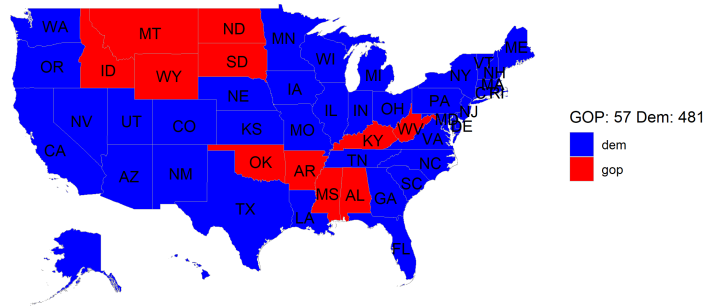 WA
MT
ND
MN
ME
OR
ID
WY
SD
WI
MI
VT
NH
NY
MA
CT
RI
NV
UT
CO
NE
IA
IL
IN
OH
PA
NJ
MD
DE
CA
AZ
NM
KS
MO
KY
WV
VA
OK
AR
TN
NC
TX
LA
MS
AL
GA
SC
FL
GOP: 57 Dem: 481
dem
gop